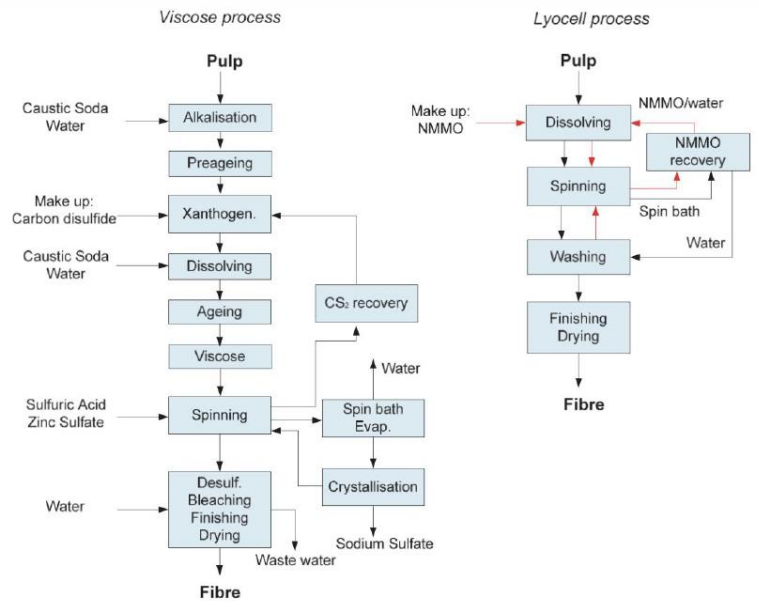 Viscose process
Pulp
Caustic Soda
Water
Alkalisation
Preageing
Make up:
Carbon disulfide
Xanthogen.
Caustic Soda
Water
Dissolving
Ageing
CS₂ recovery
Viscose
Water
Sulfuric Acid
Zinc Sulfate
Spinning
Spin bath
Evap.
Crystallisation
Sodium Sulfate
Water
Desulf.
Bleaching
Finishing
Drying
Waste water
Fibre
Lyocell process
Pulp
Make up:
NMMO
Dissolving
NMMO/water
NMMO
recovery
Spinning
Spin bath
Water
Washing
Finishing
Drying
Fibre